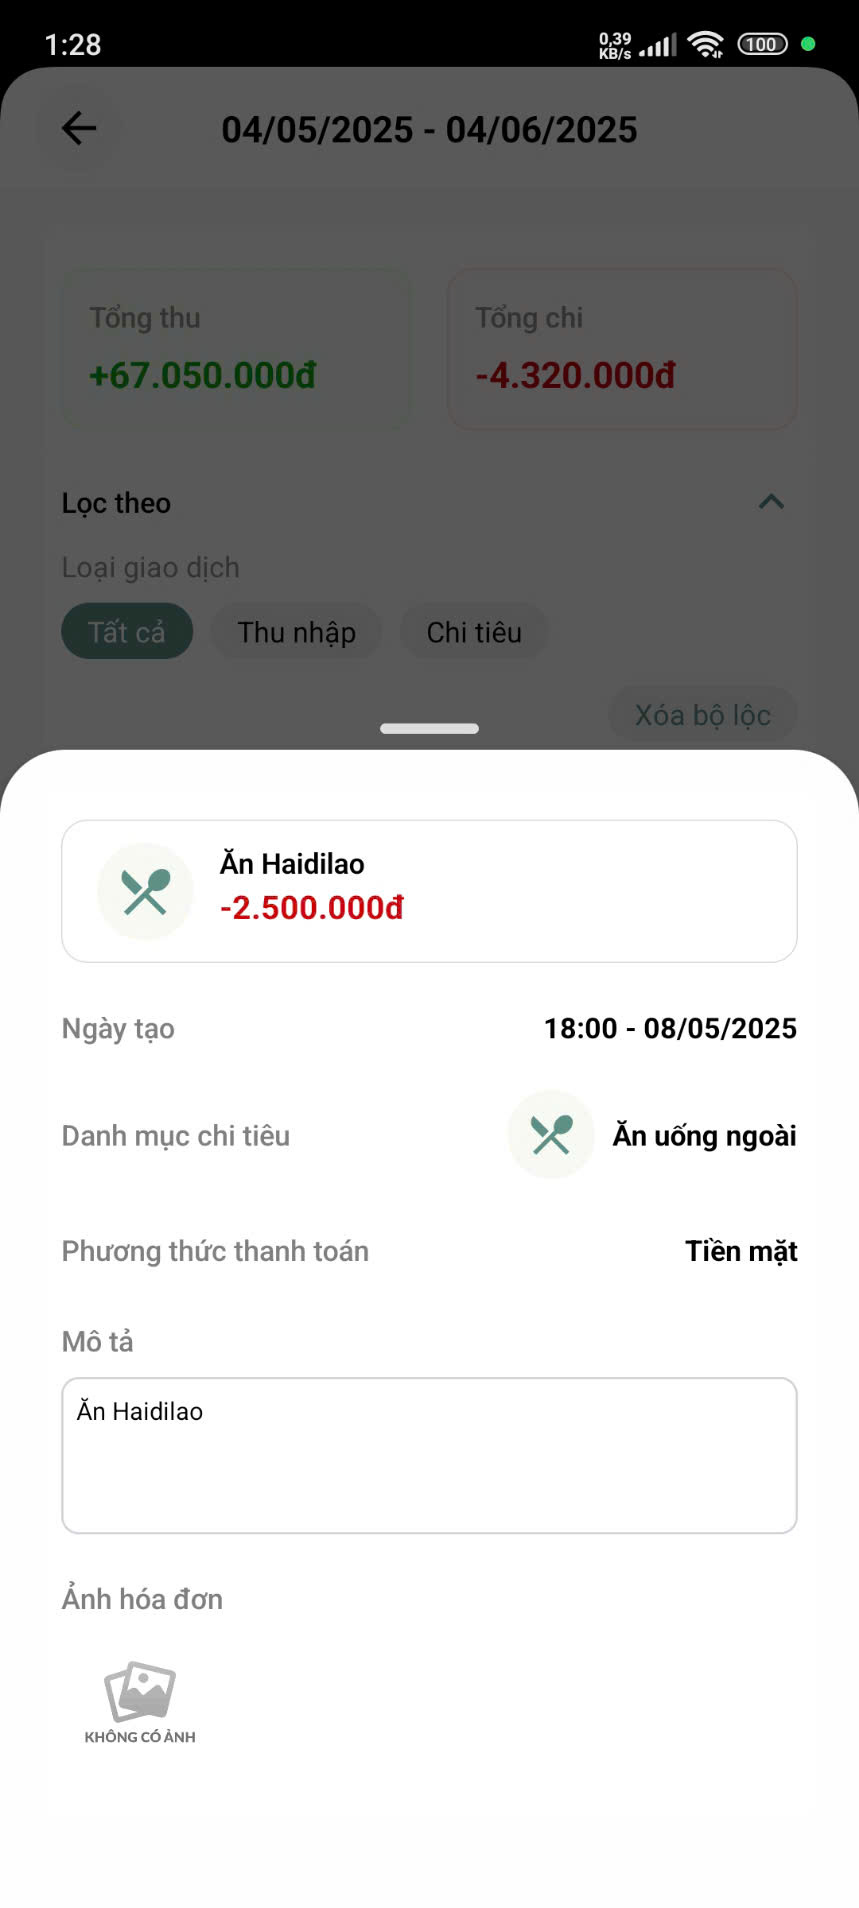 1:28
0,39
KB/s
100
04/05/2025 - 04/06/2025
Tổng thu
Tổng chi
+67.050.000đ
-4.320.000đ
Lọc theo
Loại giao dịch
Tất cả
Thu nhập
Chi tiêu
Xóa bộ lọc
Ăn Haidilao
-2.500.000đ
Ngày tạo
18:00 - 08/05/2025
Danh mục chi tiêu
Ăn uống ngoài
Phương thức thanh toán
Tiền mặt
Mô tả
Ăn Haidilao
Ảnh hóa đơn
KHÔNG CÓ ẢNH